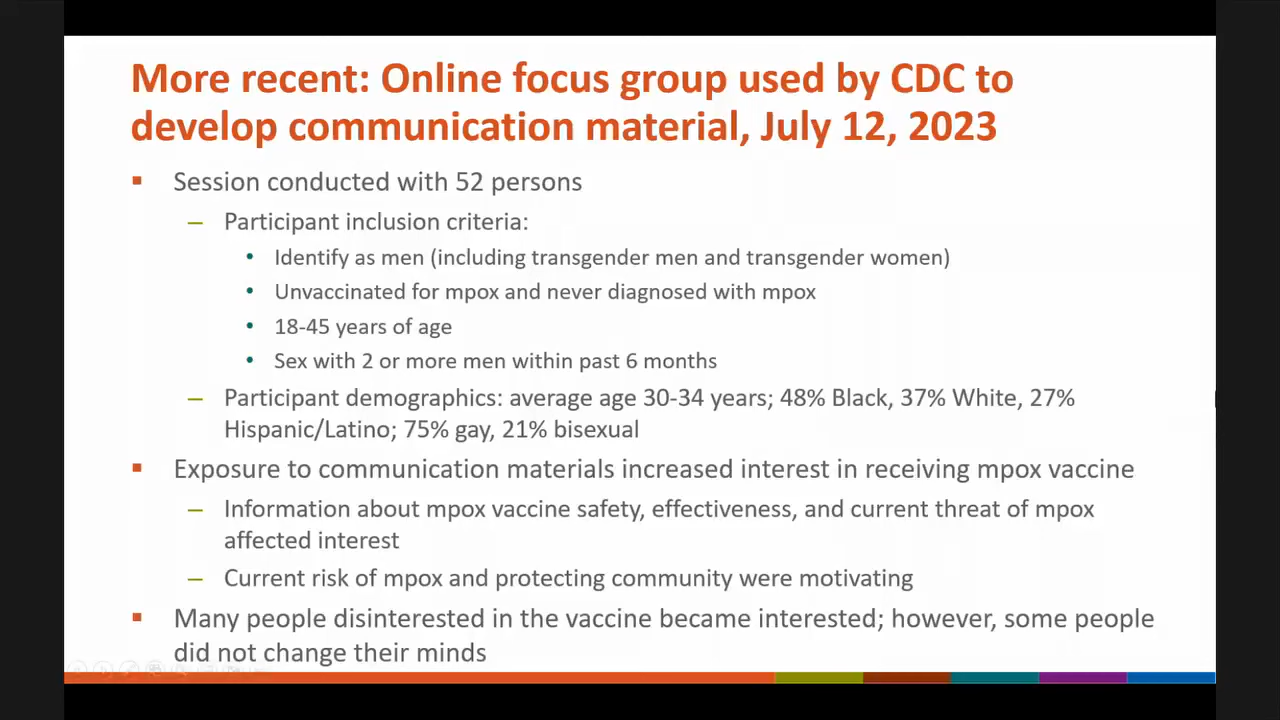 More recent: Online focus group used by CDC to
develop communication material, July 12, 2023
▪ Session conducted with 52 persons
– Participant inclusion criteria:
• Identify as men (including transgender men and transgender women)
• Unvaccinated for mpox and never diagnosed with mpox
• 18-45 years of age
• Sex with 2 or more men within past 6 months
– Participant demographics: average age 30-34 years; 48% Black, 37% White, 27%
Hispanic/Latino; 75% gay, 21% bisexual
▪ Exposure to communication materials increased interest in receiving mpox vaccine
– Information about mpox vaccine safety, effectiveness, and current threat of mpox
affected interest
– Current risk of mpox and protecting community were motivating
▪ Many people disinterested in the vaccine became interested; however, some people
did not change their minds